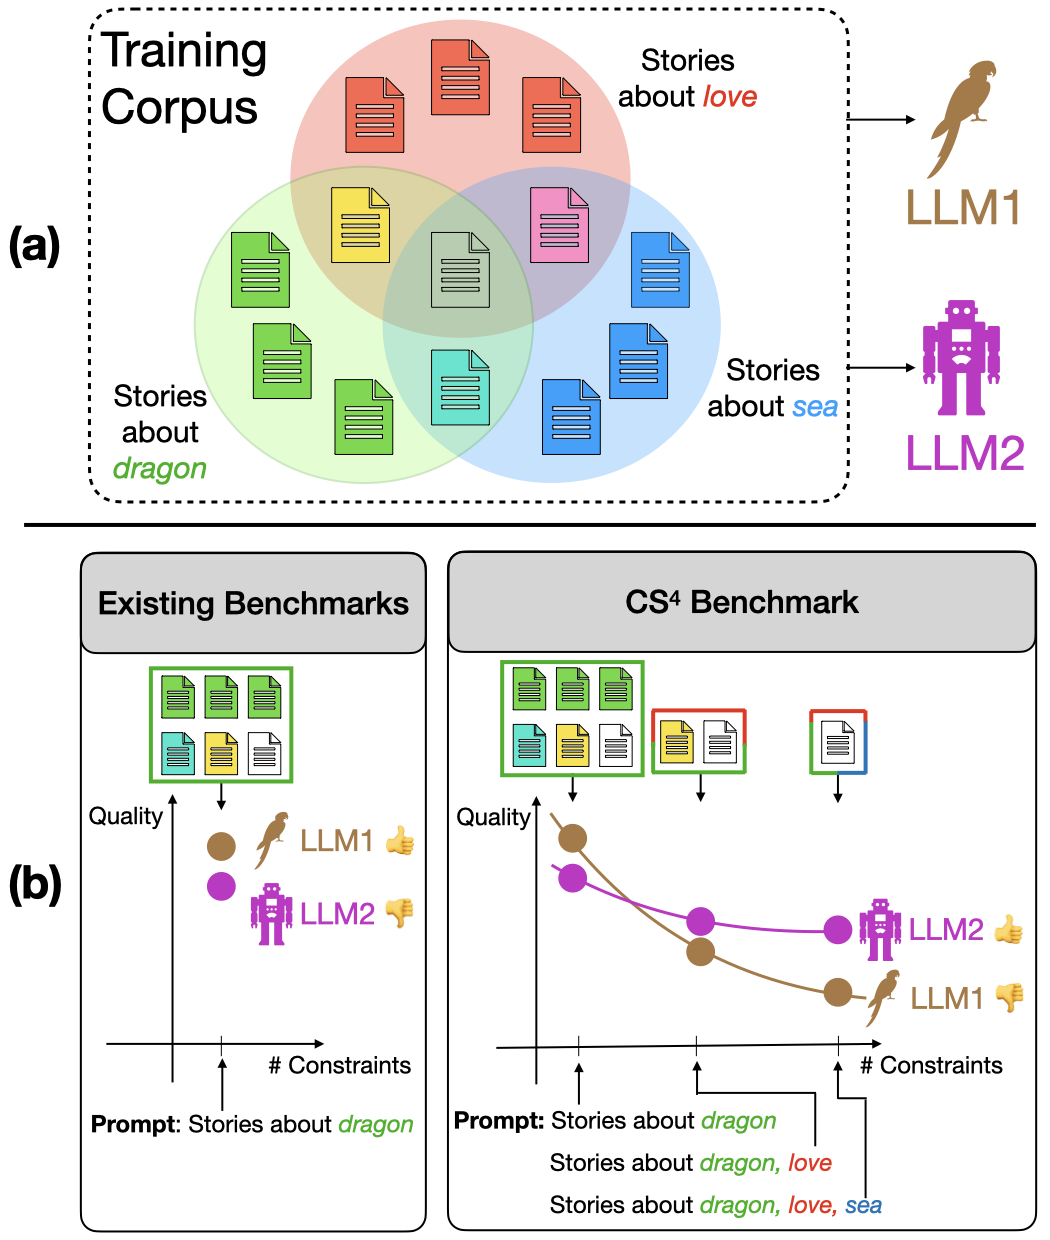 Training
Corpus
Stories
about love
LLM1
(a)
Stories
about
dragon
Stories
about sea
LLM2
Existing Benchmarks
CS⁴ Benchmark
(b)
Quality
LLM1
LLM2
# Constraints
Prompt: Stories about dragon
Quality
LLM2
LLM1
# Constraints
Prompt: Stories about dragon
Stories about dragon, love
Stories about dragon, love, sea